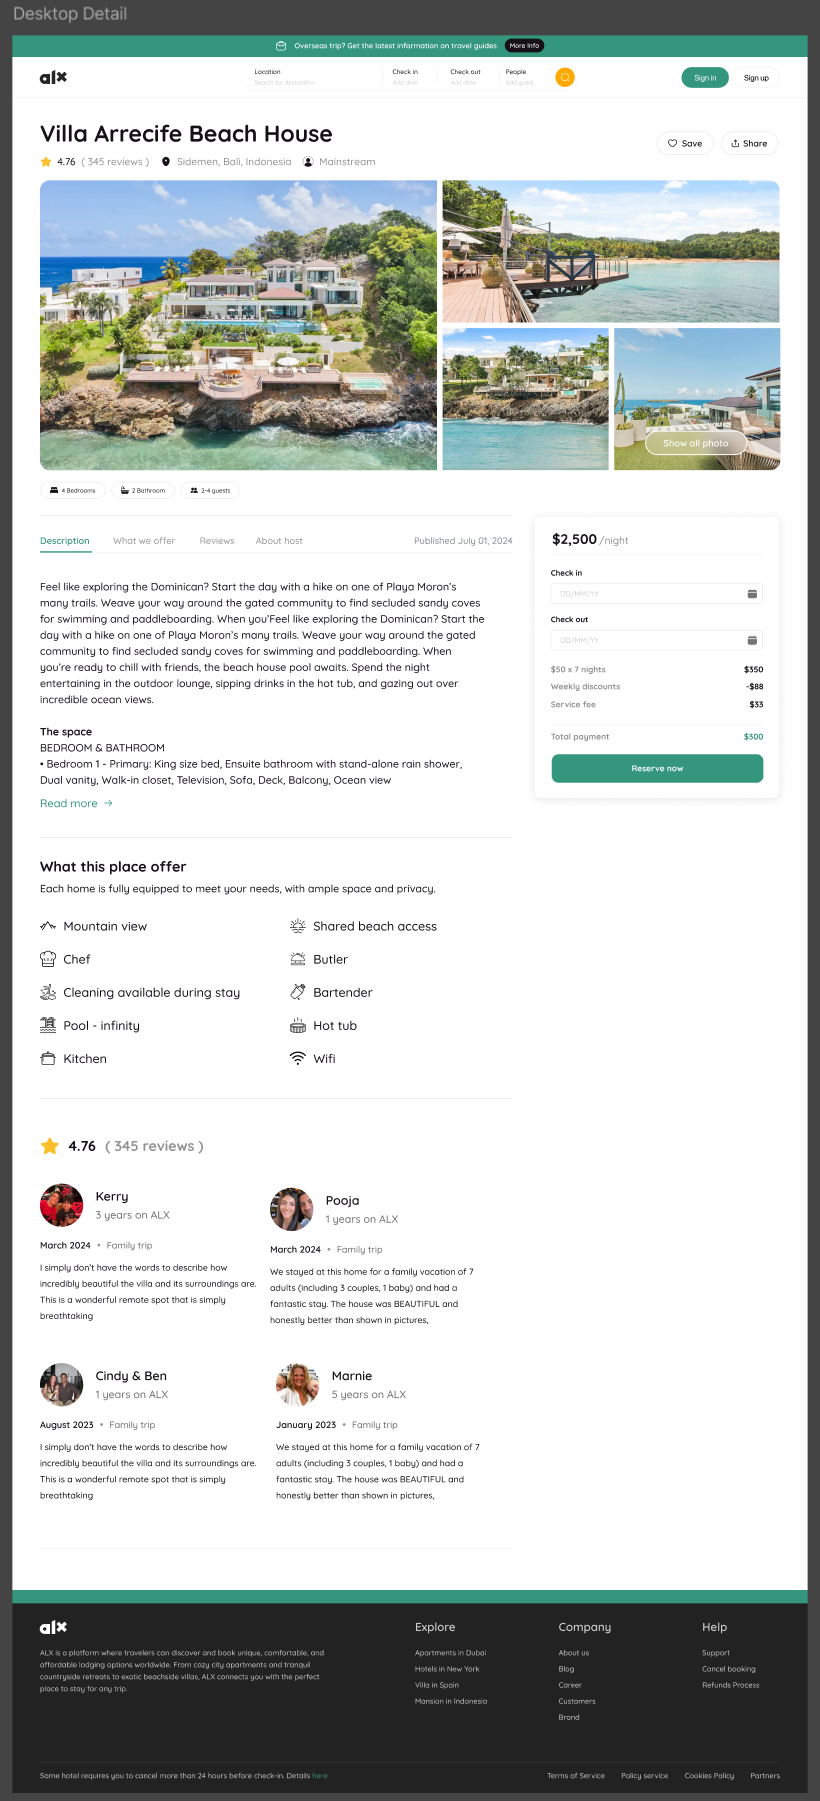 Desktop Detail
Overseas trip? Get the latest information on travel guides More Info
alx
Location Check in Check out People
Search for destination Add date Add date Add guest
Sign in Sign up
Villa Arrecife Beach House
4.76 ( 345 reviews ) Sidemen, Bali, Indonesia Mainstream
Save Share
Show all photo
4 Bedrooms 2 Bathroom 2-4 guests
Description What we offer Reviews About host Published July 01, 2024
Feel like exploring the Dominican? Start the day with a hike on one of Playa Moron's
many trails. Weave your way around the gated community to find secluded sandy coves
for swimming and paddleboarding. When you'Feel like exploring the Dominican? Start the
day with a hike on one of Playa Moron's many trails. Weave your way around the gated
community to find secluded sandy coves for swimming and paddleboarding. When
you're ready to chill with friends, the beach house pool awaits. Spend the night
entertaining in the outdoor lounge, sipping drinks in the hot tub, and gazing out over
incredible ocean views.
The space
BEDROOM & BATHROOM
• Bedroom 1 - Primary: King size bed, Ensuite bathroom with stand-alone rain shower,
Dual vanity, Walk-in closet, Television, Sofa, Deck, Balcony, Ocean view
Read more →
$2,500 /night
Check in
DD/MM/YY
Check out
DD/MM/YY
$50 x 7 nights $350
Weekly discounts -$88
Service fee $33
Total payment $300
Reserve now
What this place offer
Each home is fully equipped to meet your needs, with ample space and privacy.
Mountain view Shared beach access
Chef Butler
Cleaning available during stay Bartender
Pool - infinity Hot tub
Kitchen Wifi
4.76 ( 345 reviews )
Kerry
3 years on ALX
March 2024 • Family trip
I simply don't have the words to describe how
incredibly beautiful the villa and its surroundings are.
This is a wonderful remote spot that is simply
breathtaking
Pooja
1 years on ALX
March 2024 • Family trip
We stayed at this home for a family vacation of 7
adults (including 3 couples, 1 baby) and had a
fantastic stay. The house was BEAUTIFUL and
honestly better than shown in pictures,
Cindy & Ben
1 years on ALX
August 2023 • Family trip
I simply don't have the words to describe how
incredibly beautiful the villa and its surroundings are.
This is a wonderful remote spot that is simply
breathtaking
Marnie
5 years on ALX
January 2023 • Family trip
We stayed at this home for a family vacation of 7
adults (including 3 couples, 1 baby) and had a
fantastic stay. The house was BEAUTIFUL and
honestly better than shown in pictures,
alx
ALX is a platform where travelers can discover and book unique, comfortable, and
affordable lodging options worldwide. From cozy city apartments and tranquil
countryside retreats to exotic beachside villas, ALX connects you with the perfect
place to stay for any trip.
Explore
Apartments in Dubai
Hotels in New York
Villa in Spain
Mansion in Indonesia
Company
About us
Blog
Career
Customers
Brand
Help
Support
Cancel booking
Refunds Process
Some hotel requires you to cancel more than 24 hours before check-in. Details here
Terms of Service Policy service Cookies Policy Partners